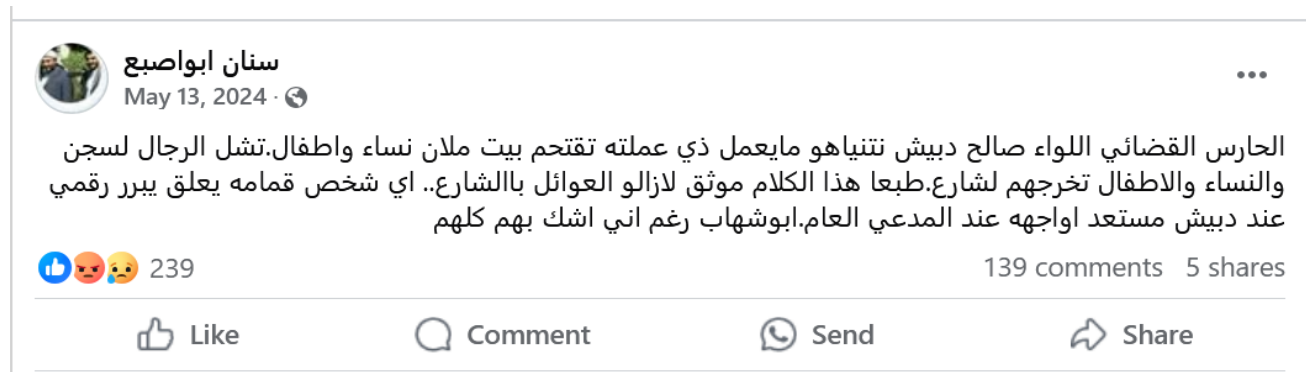 سنان ابواصبع
May 13, 2024 ·
الحارس القضائي اللواء صالح دبيش نتنياهو مايعمل ذي عملته تقتحم بيت ملان نساء واطفال.تشل الرجال لسجن
والنساء والاطفال تخرجهم لشارع.طبعا هذا الكلام موثق لازالو العوائل باالشارع.. اي شخص قمامه يعلق يبرر رقمي
عند دبيش مستعد اواجهه عند المدعي العام.ابوشهاب رغم اني اشك بهم كلهم
239
139 comments 5 shares
Like Comment Send Share